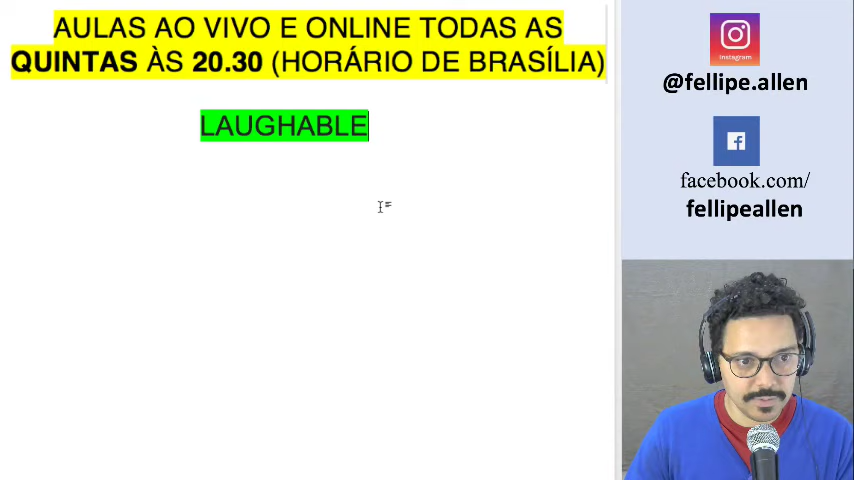 AULAS AO VIVO E ONLINE TODAS AS
QUINTAS ÀS 20.30 (HORÁRIO DE BRASÍLIA)
LAUGHABLE
Instagram
@fellipe.allen
facebook.com/
fellipeallen